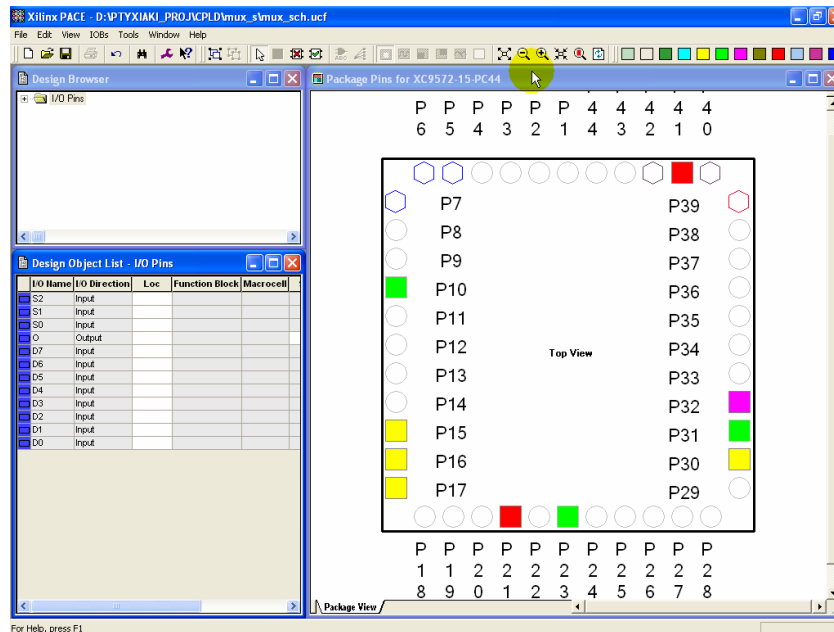 Xilinx PACE - D:\PTYXIAKI_PROJ\CPLD\mux_s\mux_sch.ucf
File Edit View IOBs Tools Window Help
Design Browser
I/O Pins
Design Object List - I/O Pins
I/O Name I/O Direction Loc Function Block Macrocell
S2 Input
S1 Input
S0 Input
O Output
D7 Input
D6 Input
D5 Input
D4 Input
D3 Input
D2 Input
D1 Input
D0 Input
Package Pins for XC9572-15-PC44
P P P P P P 4 4 4 4 4
6 5 4 3 2 1 4 3 2 1 0
P7 P39
P8 P38
P9 P37
P10 P36
P11 P35
P12 Top View P34
P13 P33
P14 P32
P15 P31
P16 P30
P17 P29
P P P P P P P P P P P
1 1 2 2 2 2 2 2 2 2 2
8 9 0 1 2 3 4 5 6 7 8
Package View
For Help, press F1